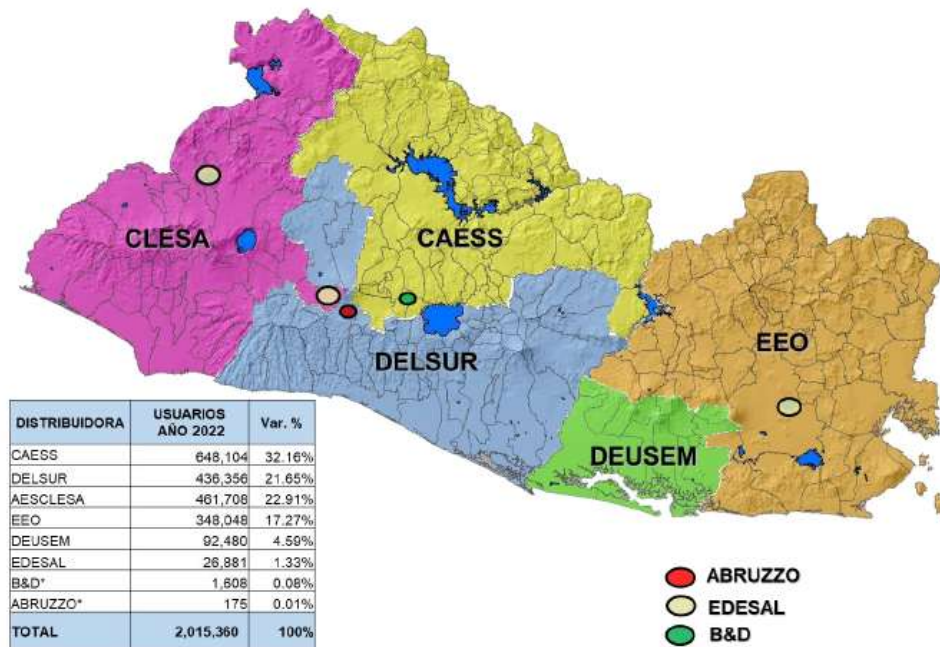 CLESA
CAESS
DELSUR
EEO
DEUSEM
DISTRIBUIDORA USUARIOS AÑO 2022 Var. %
CAESS 648,104 32.16%
DELSUR 436,356 21.65%
AESCLESA 461,708 22.91%
EEO 348,048 17.27%
DEUSEM 92,480 4.59%
EDESAL 26,881 1.33%
B&D* 1,608 0.08%
ABRUZZO* 175 0.01%
TOTAL 2,015,360 100%
ABRUZZO
EDESAL
B&D